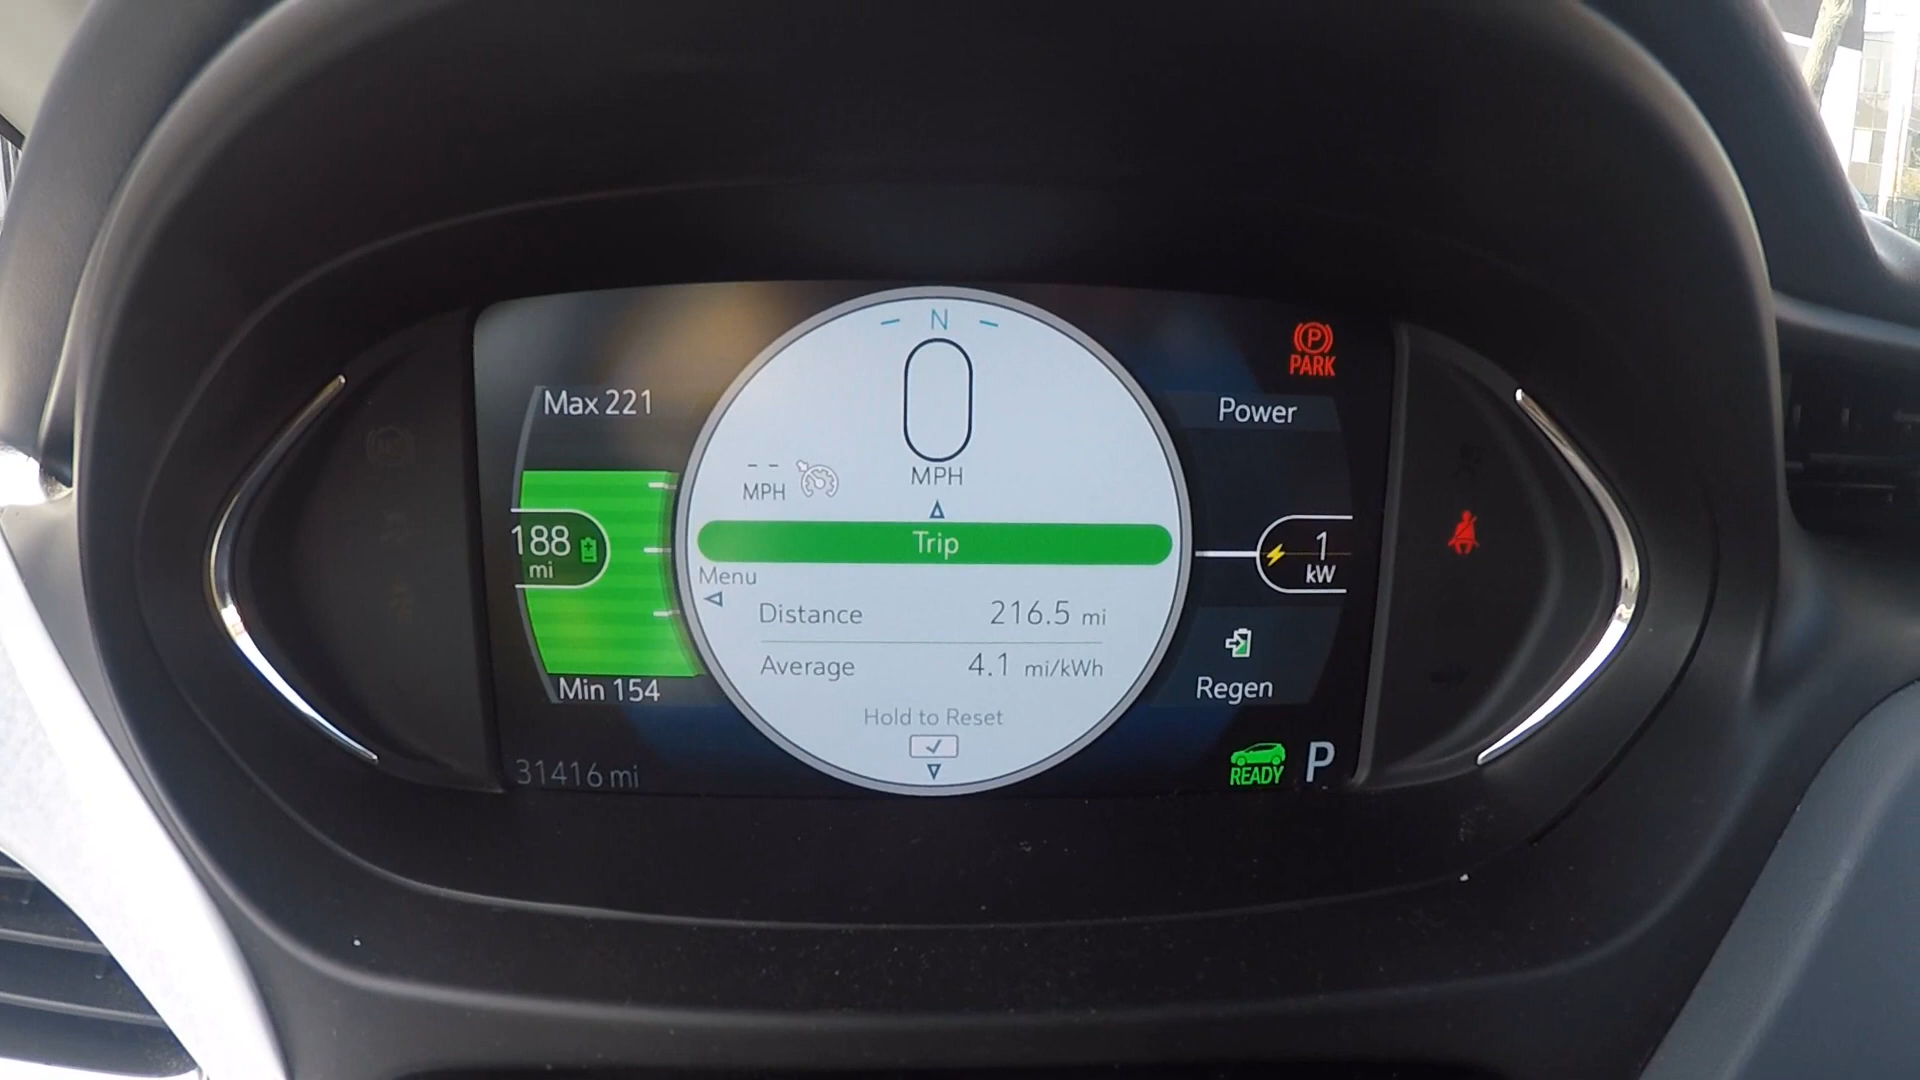 N
0
MPH
-- MPH
Max 221
188
mi
Min 154
31416 mi
Trip
Menu
Distance 216.5 mi
Average 4.1 mi/kWh
Hold to Reset
P
PARK
Power
1
kW
Regen
READY
P